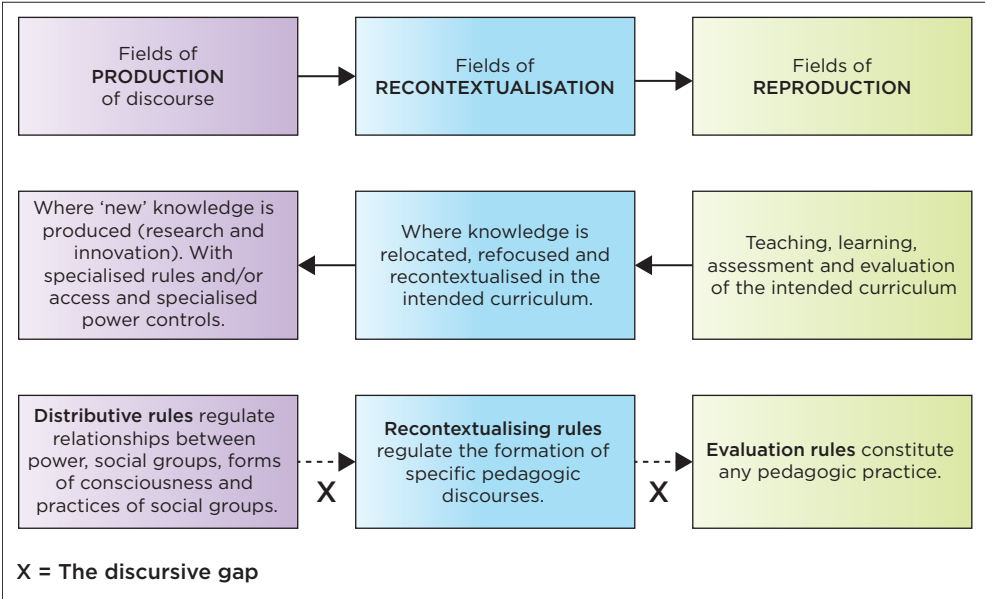 Fields of
PRODUCTION
of discourse
Fields of
RECONTEXTUALISATION
Fields of
REPRODUCTION
Where ‘new’ knowledge is
produced (research and
innovation). With
specialised rules and/or
access and specialised
power controls.
Where knowledge is
relocated, refocused and
recontextualised in the
intended curriculum.
Teaching, learning,
assessment and evaluation
of the intended curriculum
Distributive rules regulate
relationships between
power, social groups, forms
of consciousness and
practices of social groups.
X
Recontextualising rules
regulate the formation of
specific pedagogic
discourses.
X
Evaluation rules constitute
any pedagogic practice.
X = The discursive gap